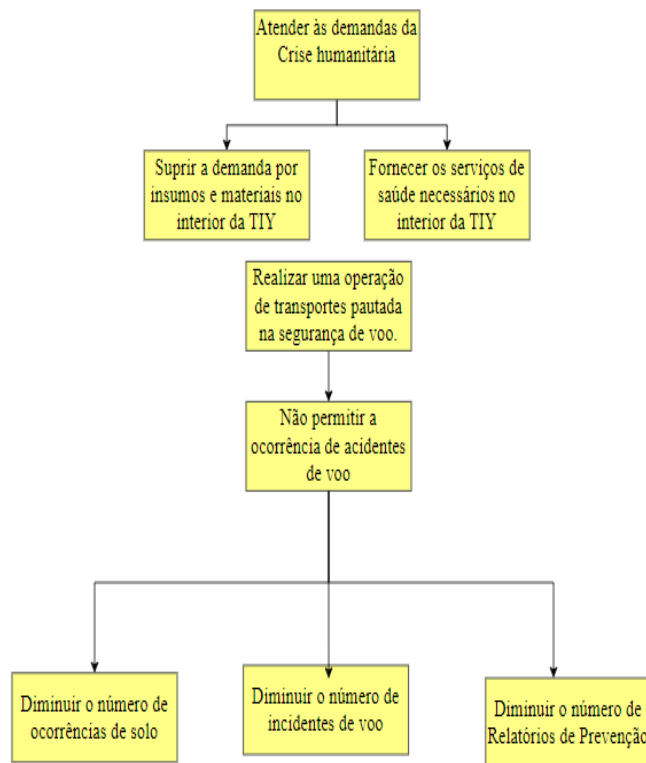 Atender às demandas da
Crise humanitária
Suprir a demanda por
insumos e materiais no
interior da TIY
Fornecer os serviços de
saúde necessários no
interior da TIY
Realizar uma operação
de transportes pautada
na segurança de voo.
Não permitir a
ocorrência de acidentes
de voo
Diminuir o número de
ocorrências de solo
Diminuir o número de
incidentes de voo
Diminuir o número de
Relatórios de Prevenção